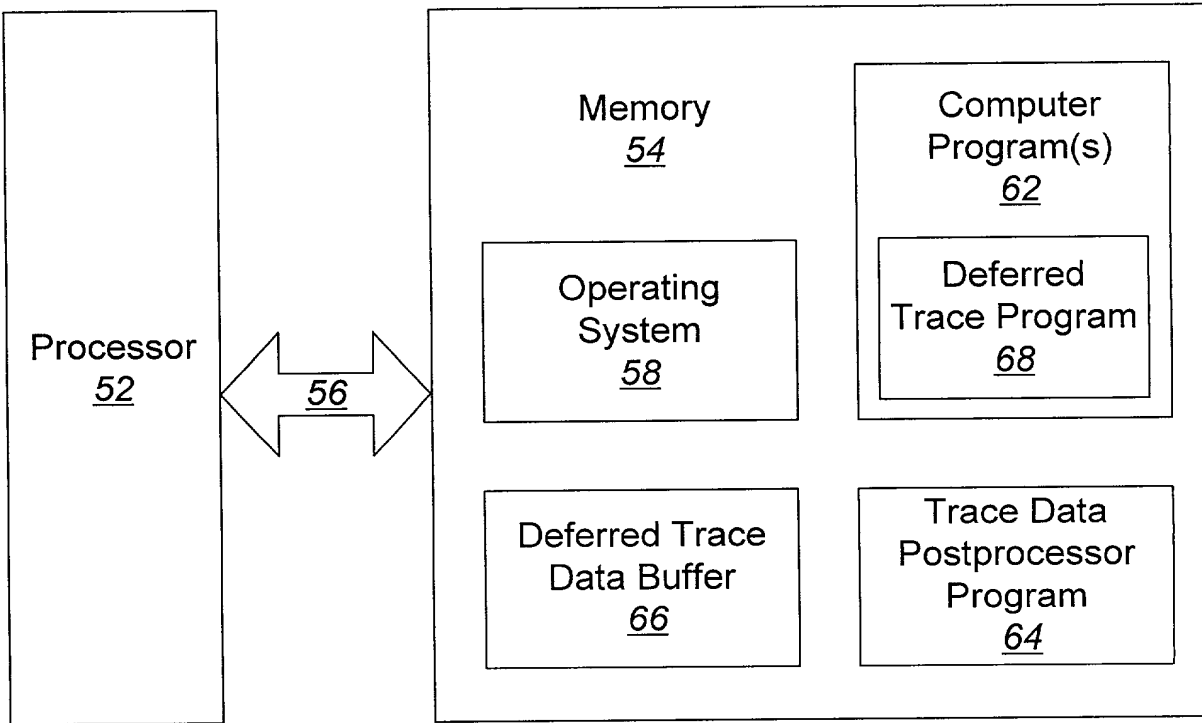 Processor
52
56
Memory
54
Operating
System
58
Computer
Program(s)
62
Deferred
Trace Program
68
Deferred Trace
Data Buffer
66
Trace Data
Postprocessor
Program
64